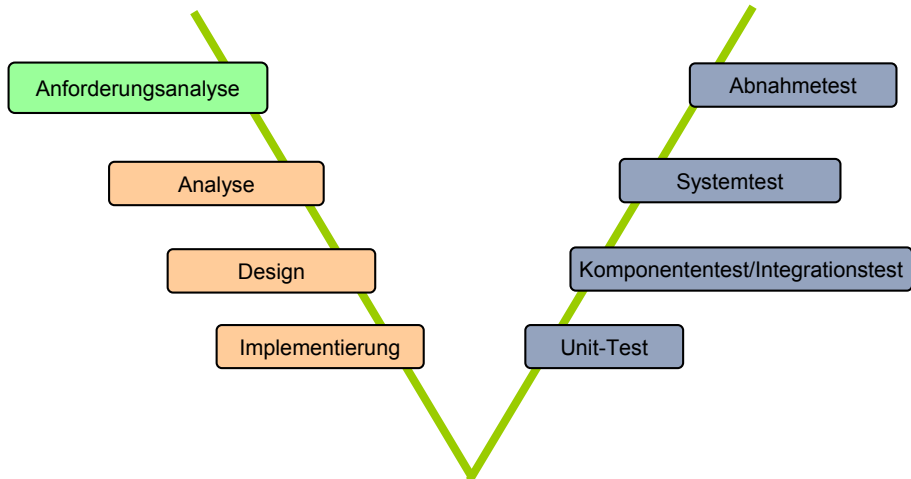 Anforderungsanalyse
Abnahmetest
Analyse
Systemtest
Design
Komponententest/Integrationstest
Implementierung
Unit-Test